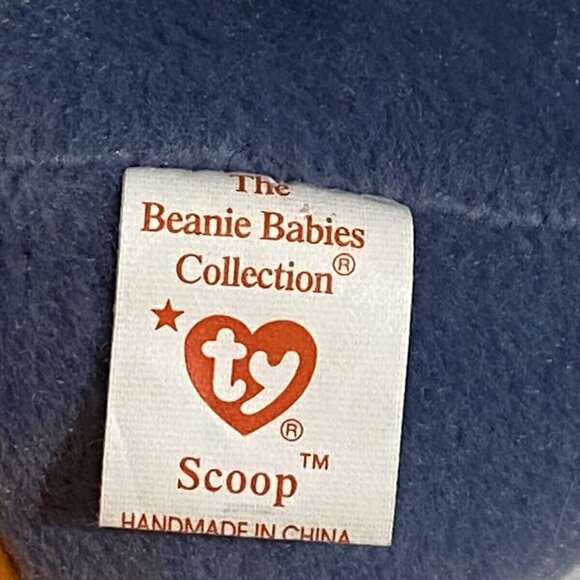 The
Beanie Babies
Collection®
ty®
Scoop™
HANDMADE IN CHINA